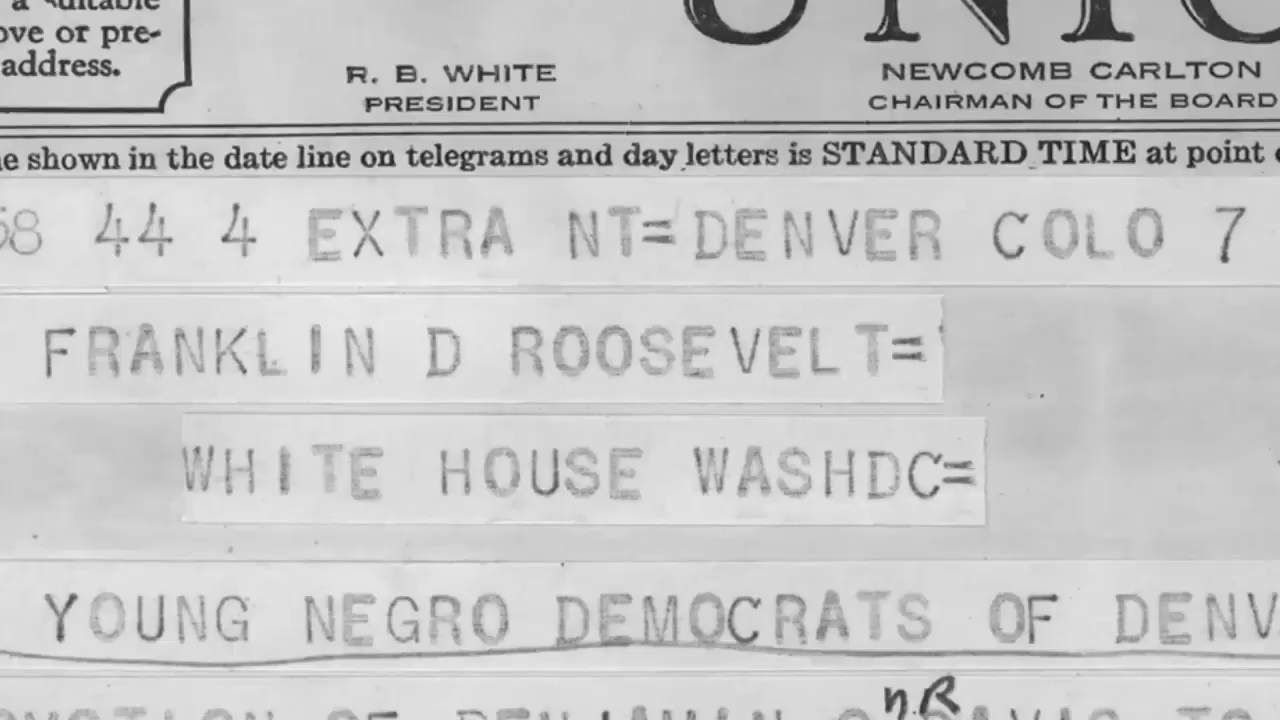 ove or pre-
address.
R. B. WHITE
PRESIDENT
NEWCOMB CARLTON
CHAIRMAN OF THE BOARD
shown in the date line on telegrams and day letters is STANDARD TIME at point
58 44 4 EXTRA NT=DENVER COLO 7
FRANKLIN D ROOSEVELT=
WHITE HOUSE WASHDC=
YOUNG NEGRO DEMOCRATS OF DENV
n.R